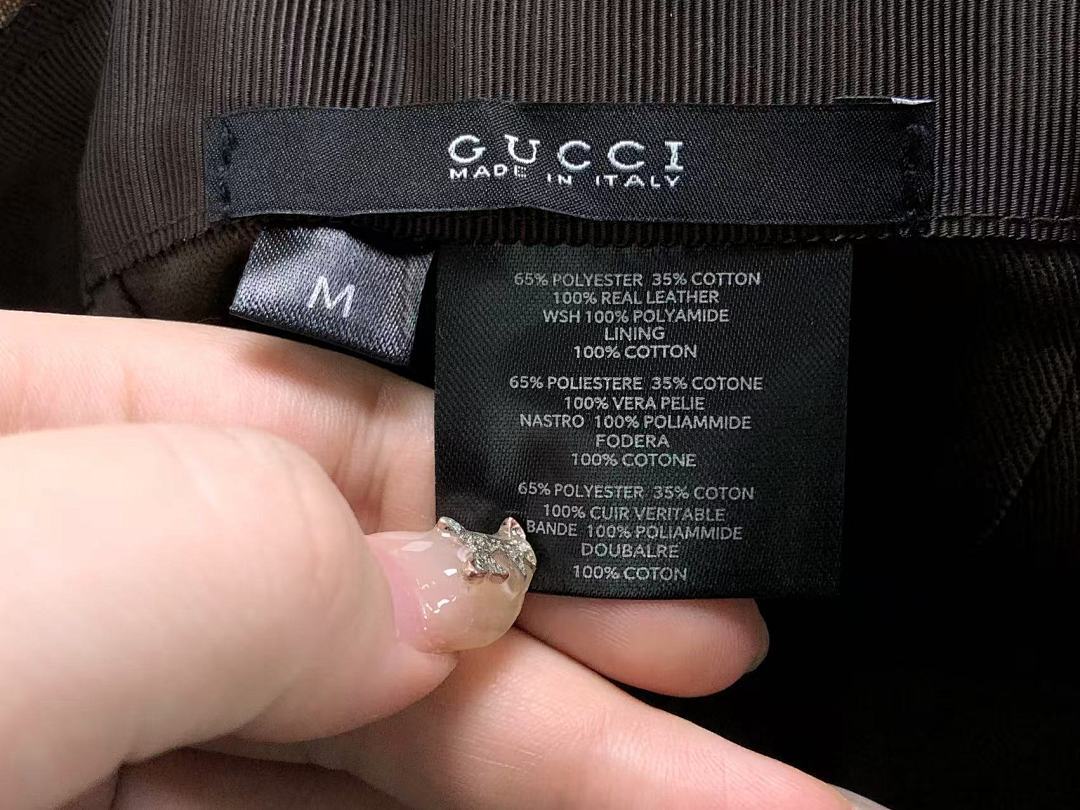 GUCCI
MADE IN ITALY
M
65% POLYESTER 35% COTTON
100% REAL LEATHER
WSH 100% POLYAMIDE
LINING
100% COTTON
65% POLIESTERE 35% COTONE
100% VERA PELIE
NASTRO 100% POLIAMMIDE
FODERA
100% COTONE
65% POLYESTER 35% COTON
100% CUIR VERITABLE
BANDE 100% POLIAMMIDE
DOUBALRE
100% COTON